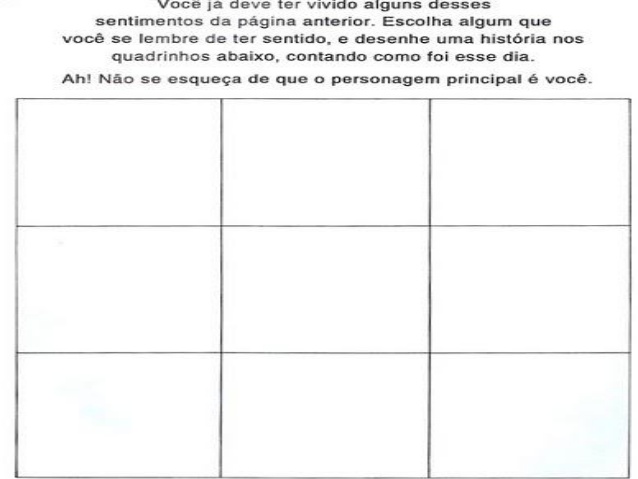 Você já deve ter vivido alguns desses
sentimentos da página anterior. Escolha algum que
você se lembre de ter sentido, e desenhe uma história nos
quadrinhos abaixo, contando como foi esse dia.
Ah! Não se esqueça de que o personagem principal é você.